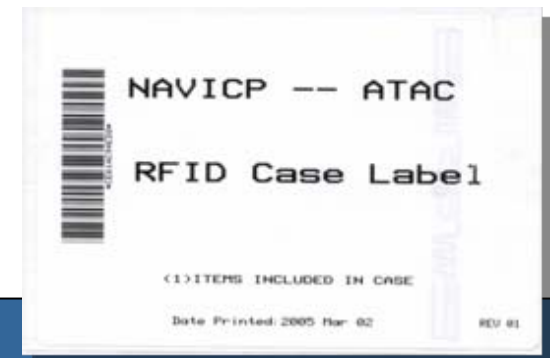 NAVICP -- ATAC
RFID Case Label
(1)ITEMS INCLUDED IN CASE
Date Printed:2005 Mar 02
REV 01